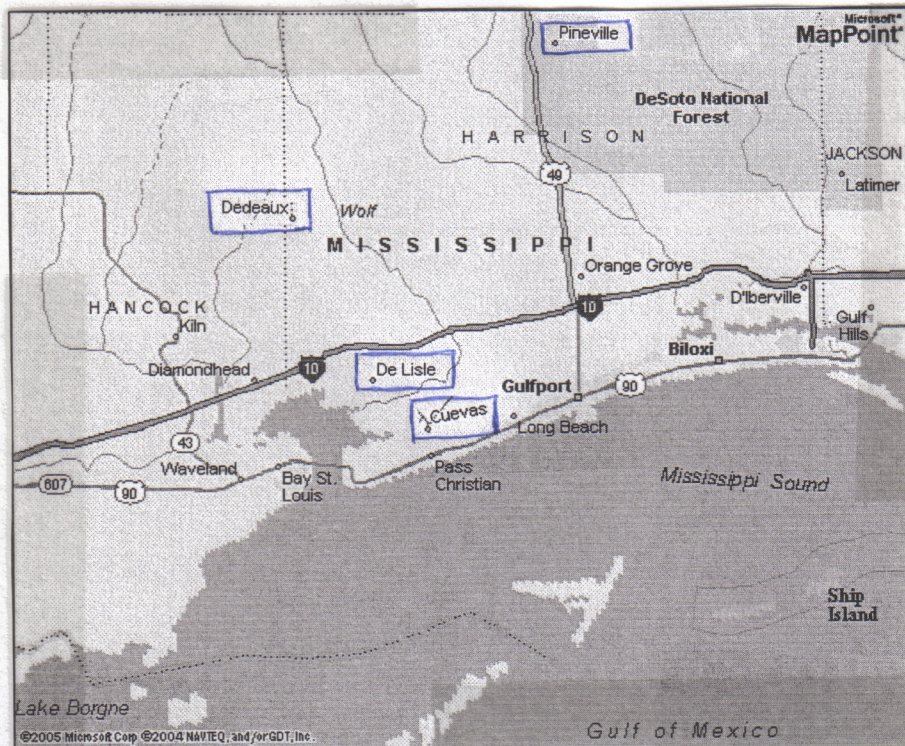 Microsoft®
MapPoint®
Pineville
DeSoto National
Forest
HARRISON
JACKSON
49
Latimer
Dedeaux
Wolf
MISSISSIPPI
Orange Grove
D'Iberville
HANCOCK
10
Gulf
Hills
Kiln
Biloxi
Diamondhead
10
De Lisle
90
Gulfport
Cuevas
Long Beach
43
Waveland
Bay St.
Louis
Pass
Christian
607
90
Mississippi Sound
Ship
Island
Lake Borgne
©2005 Microsoft Corp ©2004 NAVTEQ, and/or GDT, Inc.
Gulf of Mexico